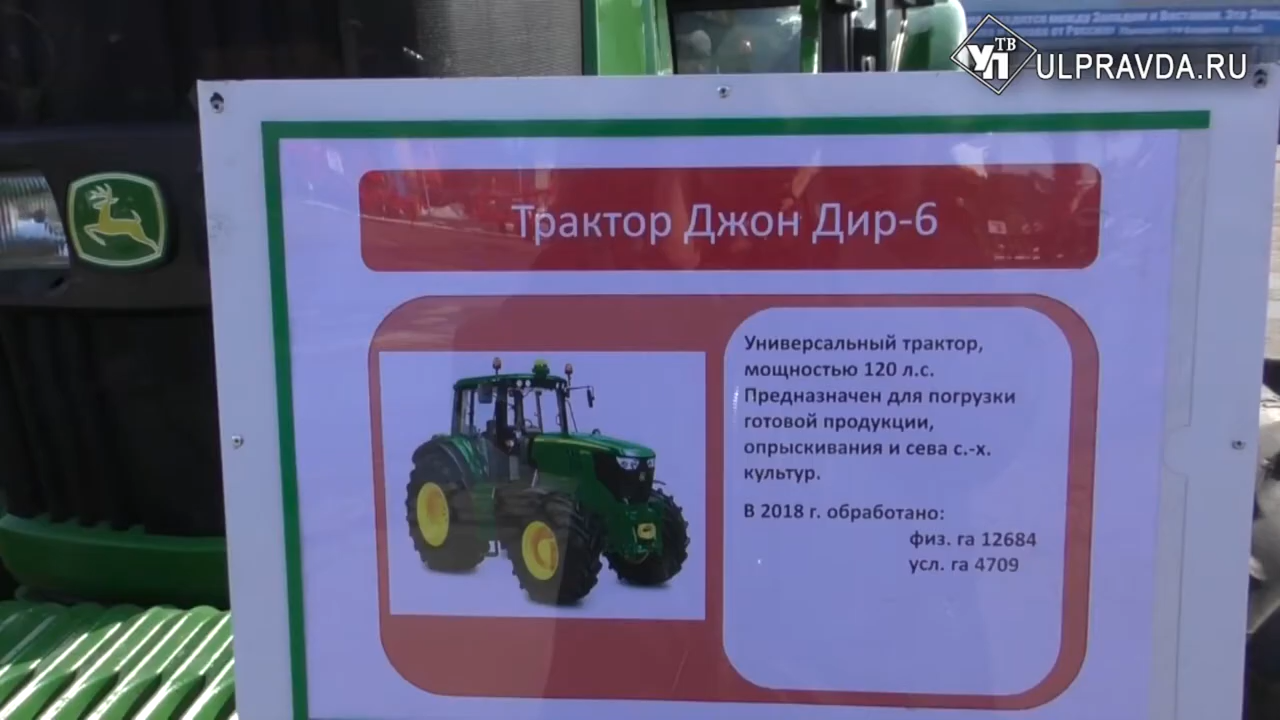 УП ТВ ULPRAVDA.RU
Трактор Джон Дир-6
Универсальный трактор,
мощностью 120 л.с.
Предназначен для погрузки
готовой продукции,
опрыскивания и сева с.-х.
культур.
В 2018 г. обработано:
физ. га 12684
усл. га 4709